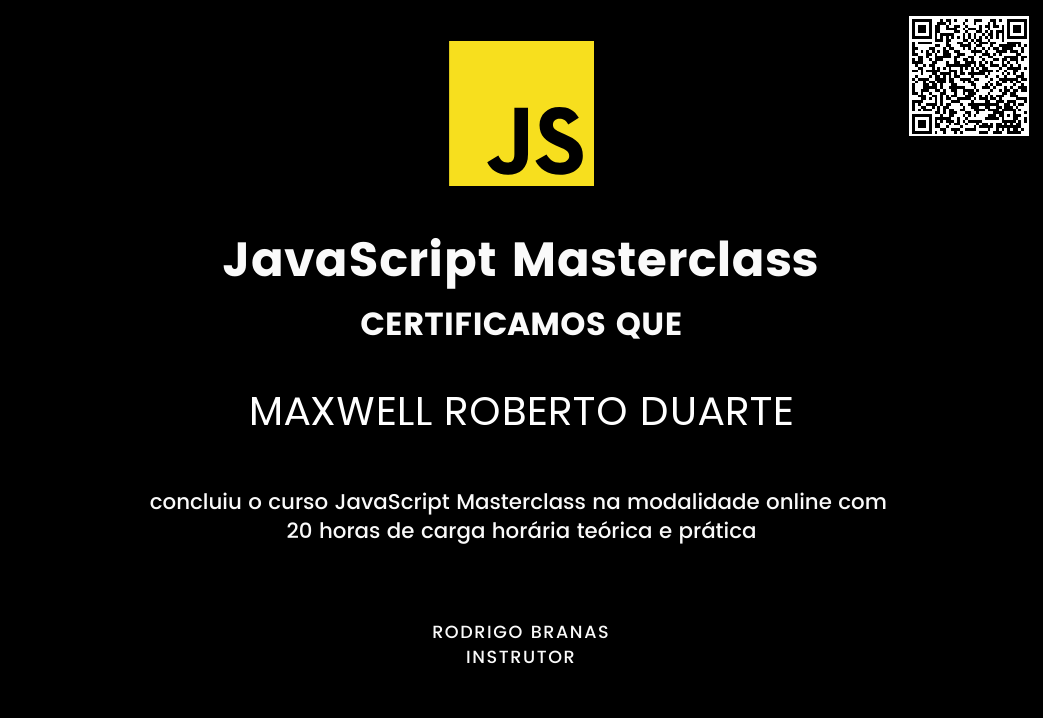 JS
JavaScript Masterclass
CERTIFICAMOS QUE
MAXWELL ROBERTO DUARTE
concluiu o curso JavaScript Masterclass na modalidade online com
20 horas de carga horária teórica e prática
RODRIGO BRANAS
INSTRUTOR